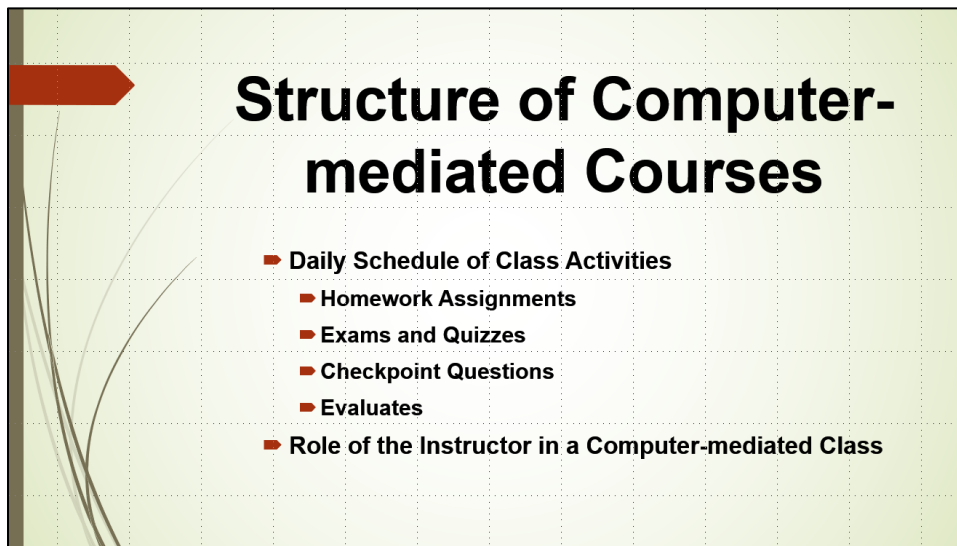 Structure of Computer-
mediated Courses
Daily Schedule of Class Activities
Homework Assignments
Exams and Quizzes
Checkpoint Questions
Evaluates
Role of the Instructor in a Computer-mediated Class